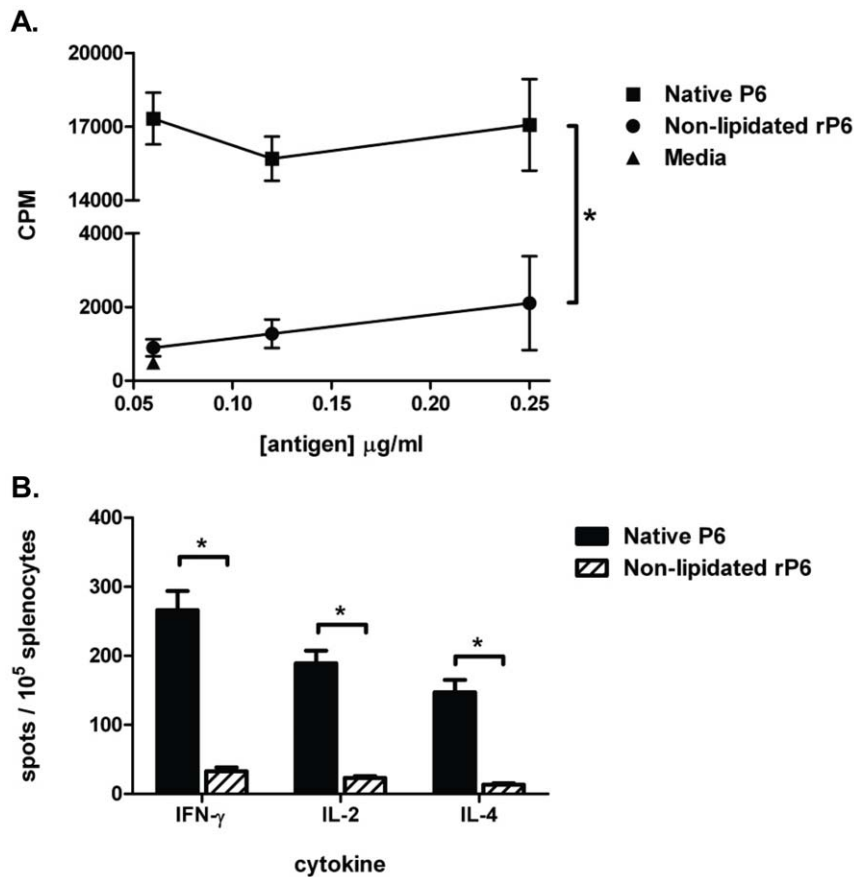 A.
20000
17000
14000
4000
2000
0
CPM
0.05 0.10 0.15 0.20 0.25
[antigen] μg/ml
Native P6
Non-lipidated rP6
Media
*
B.
400
300
200
100
0
spots / 10⁵ splenocytes
* * *
IFN-γ IL-2 IL-4
cytokine
Native P6
Non-lipidated rP6